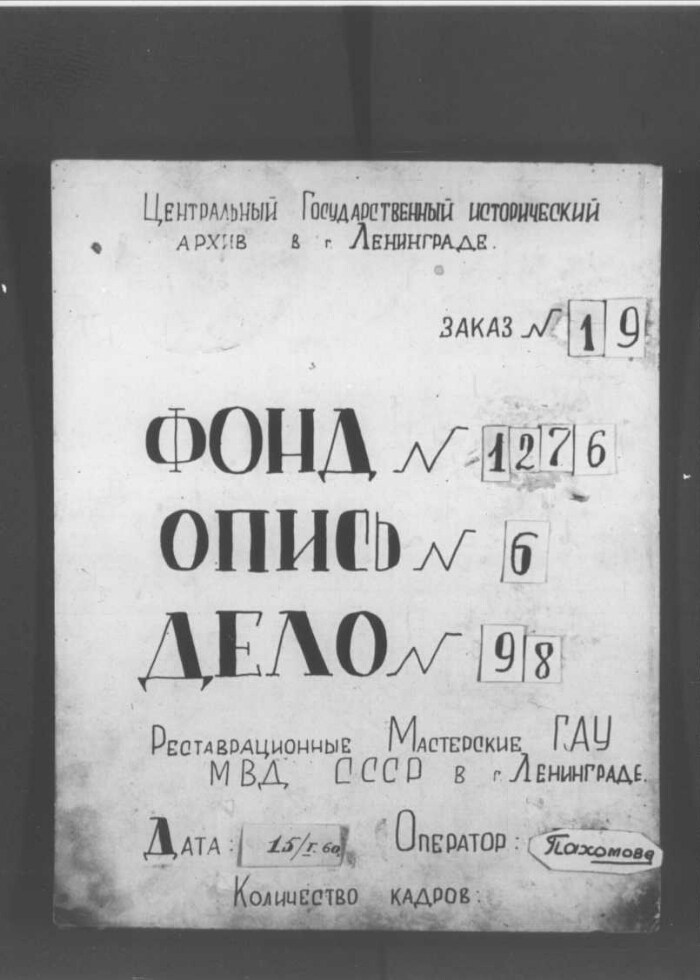 Центральный Государственный исторический
архив в г. Ленинграде.
заказ № 19
ФОНД № 1276
ОПИСЬ № 6
ДЕЛО № 98
Реставрационные Мастерские ГАУ
МВД СССР в г. Ленинграде.
Дата: 15/I 60 Оператор: Пахомова
Количество кадров: